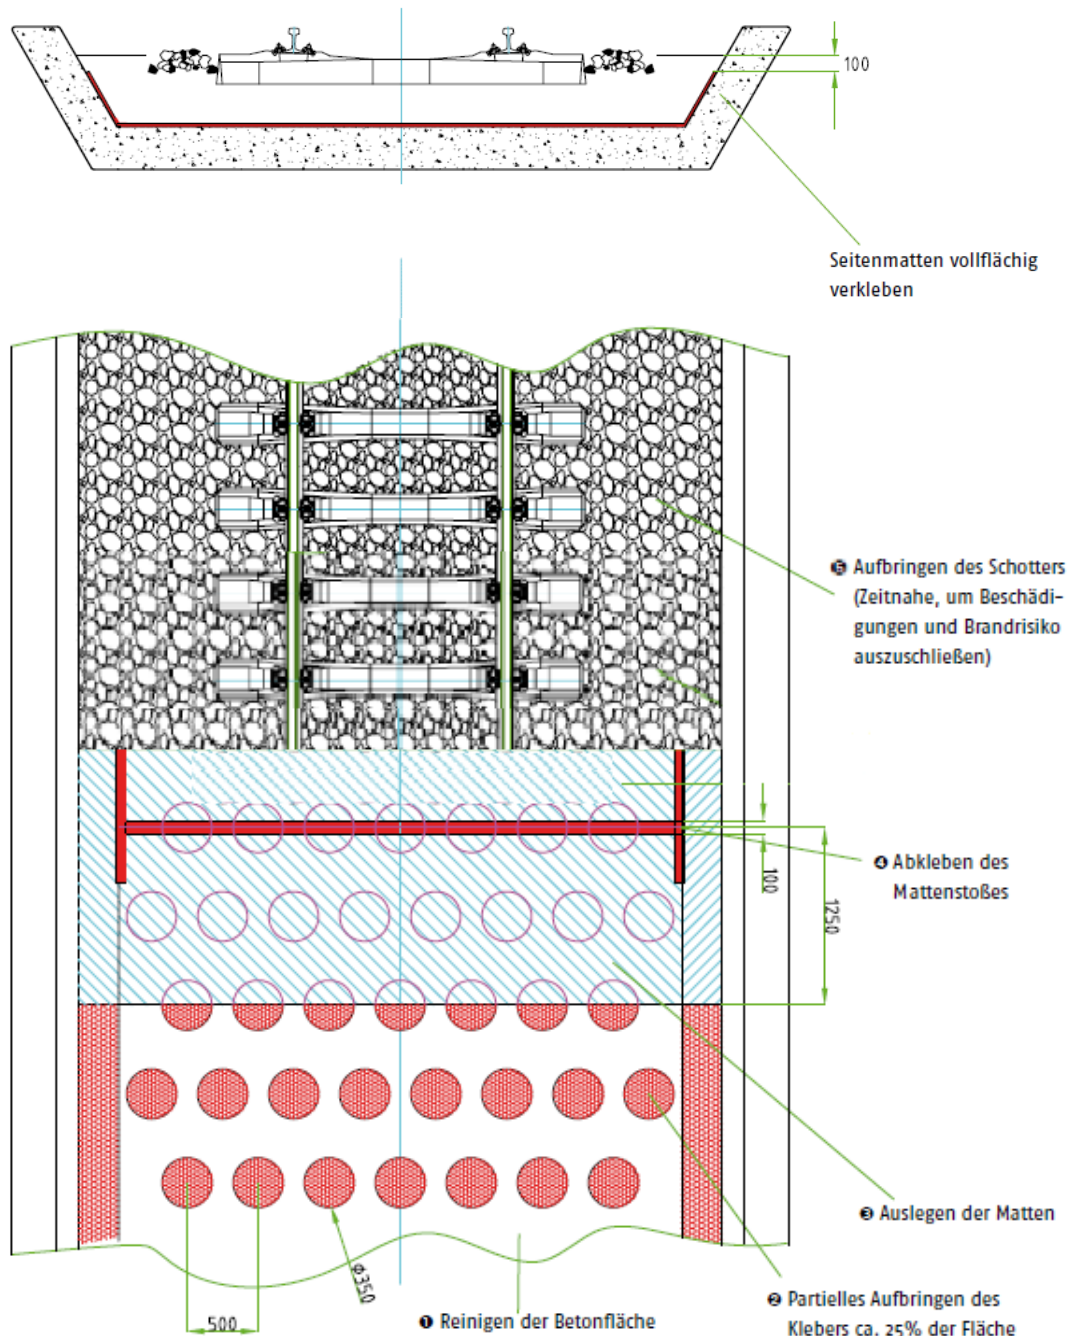 100
Seitenmatten vollflächig
verkleben
❺ Aufbringen des Schotters
(Zeitnahe, um Beschädi-
gungen und Brandrisiko
auszuschließen)
❹ Abkleben des
Mattenstoßes
100
1250
❸ Auslegen der Matten
Φ350
❷ Partielles Aufbringen des
Klebers ca. 25% der Fläche
❶ Reinigen der Betonfläche
500